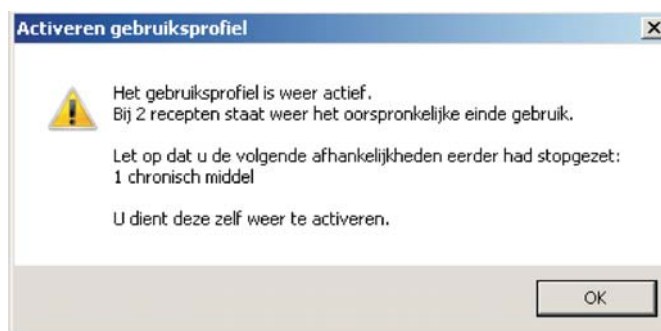 Activeren gebruiksprofiel
Het gebruiksprofiel is weer actief.
Bij 2 recepten staat weer het oorspronkelijke einde gebruik.
Let op dat u de volgende afhankelijkheden eerder had stopgezet:
1 chronisch middel
U dient deze zelf weer te activeren.
OK